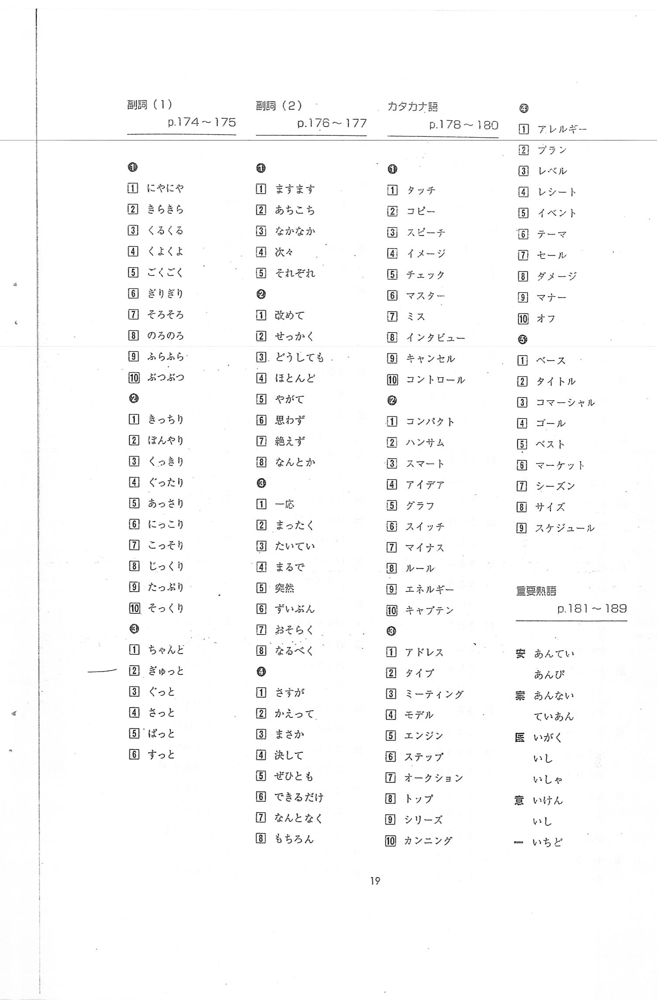 副詞（1）
p.174～175
❶
1 にやにや
2 きらきら
3 くるくる
4 くよくよ
5 ごくごく
6 ぎりぎり
7 そろそろ
8 のろのろ
9 ふらふら
10 ぶつぶつ
❷
1 きっちり
2 ぼんやり
3 くっきり
4 ぐったり
5 あっさり
6 にっこり
7 こっそり
8 じっくり
9 たっぷり
10 そっくり
❸
1 ちゃんと
2 ぎゅっと
3 ぐっと
4 さっと
5 ぱっと
6 すっと
副詞（2）
p.176～177
❶
1 ますます
2 あちこち
3 なかなか
4 次々
5 それぞれ
❷
1 改めて
2 せっかく
3 どうしても
4 ほとんど
5 やがて
6 思わず
7 絶えず
8 なんとか
❸
1 一応
2 まったく
3 たいてい
4 まるで
5 突然
6 ずいぶん
7 おそらく
8 なるべく
❹
1 さすが
2 かえって
3 まさか
4 決して
5 ぜひとも
6 できるだけ
7 なんとなく
8 もちろん
カタカナ語
p.178～180
❶
1 タッチ
2 コピー
3 スピーチ
4 イメージ
5 チェック
6 マスター
7 ミス
8 インタビュー
9 キャンセル
10 コントロール
❷
1 コンパクト
2 ハンサム
3 スマート
4 アイデア
5 グラフ
6 スイッチ
7 マイナス
8 ルール
9 エネルギー
10 キャプテン
❸
1 アドレス
2 タイプ
3 ミーティング
4 モデル
5 エンジン
6 ステップ
7 オークション
8 トップ
9 シリーズ
10 カンニング
❹
1 アレルギー
2 プラン
3 レベル
4 レシート
5 イベント
6 テーマ
7 セール
8 ダメージ
9 マナー
10 オフ
❺
1 ベース
2 タイトル
3 コマーシャル
4 ゴール
5 ベスト
6 マーケット
7 シーズン
8 サイズ
9 スケジュール
重要熟語
p.181～189
安 あんてい
あんぴ
案 あんない
ていあん
医 いがく
いし
いしゃ
意 いけん
いし
一 いちど
19